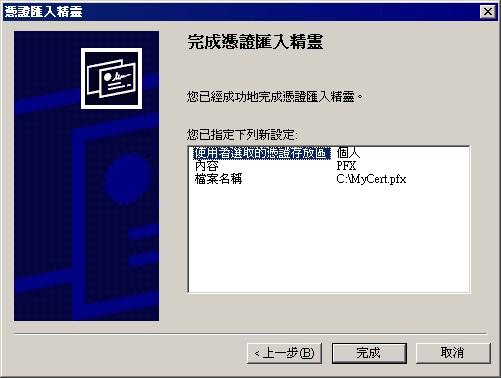 憑證匯入精靈
完成憑證匯入精靈
您已經成功地完成憑證匯入精靈。
您已指定下列新設定:
使用者選取的憑證存放區 個人
內容 PFX
檔案名稱 C:\MyCert.pfx
<上一步(B) 完成 取消